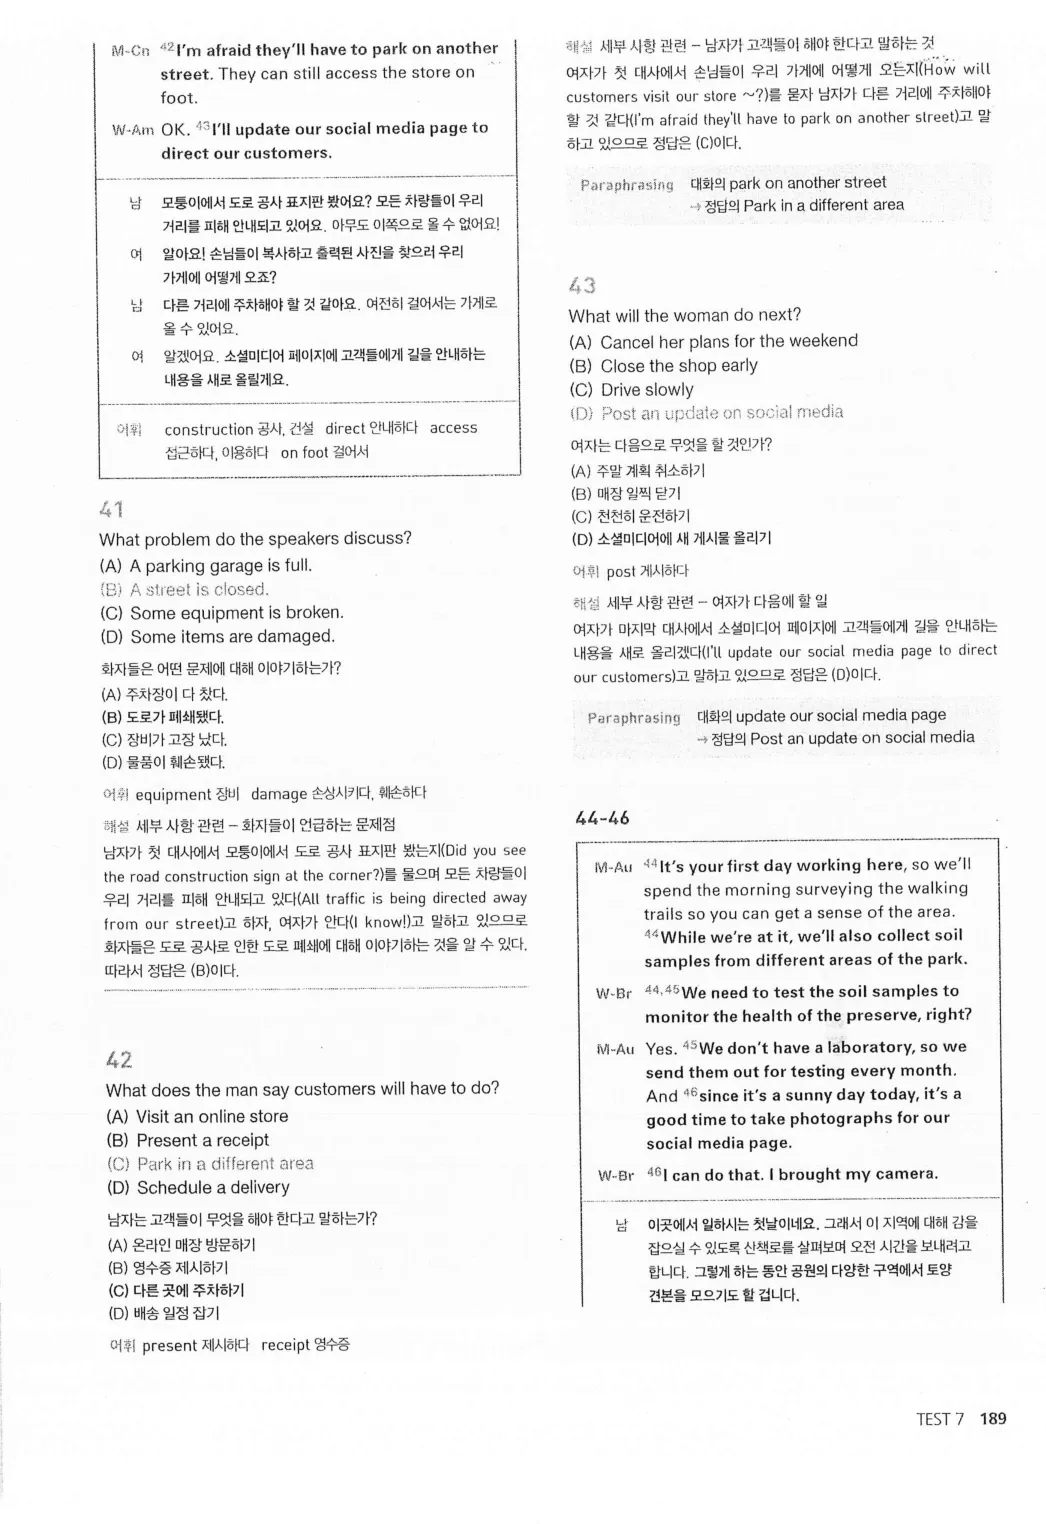 M-Cn 42I'm afraid they'll have to park on another
street. They can still access the store on
foot.
W-Am OK. 43I'll update our social media page to
direct our customers.
남 모퉁이에서 도로 공사 표지판 봤어요? 모든 차량들이 우리
거리를 피해 안내되고 있어요. 아무도 이쪽으로 올 수 없어요!
여 알아요! 손님들이 복사하고 출력된 사진을 찾으러 우리
가게에 어떻게 오죠?
남 다른 거리에 주차해야 할 것 같아요. 여전히 걸어서는 가게로
올 수 있어요.
여 알겠어요. 소셜미디어 페이지에 고객들에게 길을 안내하는
내용을 새로 올릴게요.
어휘 construction 공사, 건설 direct 안내하다 access
접근하다, 이용하다 on foot 걸어서
41
What problem do the speakers discuss?
(A) A parking garage is full.
(B) A street is closed.
(C) Some equipment is broken.
(D) Some items are damaged.
화자들은 어떤 문제에 대해 이야기하는가?
(A) 주차장이 다 찼다.
(B) 도로가 폐쇄됐다.
(C) 장비가 고장 났다.
(D) 물품이 훼손됐다.
어휘 equipment 장비 damage 손상시키다, 훼손하다
해설 세부 사항 관련 – 화자들이 언급하는 문제점
남자가 첫 대사에서 모퉁이에서 도로 공사 표지판 봤는지(Did you see
the road construction sign at the corner?)를 물으며 모든 차량들이
우리 거리를 피해 안내되고 있다(All traffic is being directed away
from our street)고 하자, 여자가 안다(I know!)고 말하고 있으므로
화자들은 도로 공사로 인한 도로 폐쇄에 대해 이야기하는 것을 알 수 있다.
따라서 정답은 (B)이다.
42
What does the man say customers will have to do?
(A) Visit an online store
(B) Present a receipt
(C) Park in a different area
(D) Schedule a delivery
남자는 고객들이 무엇을 해야 한다고 말하는가?
(A) 온라인 매장 방문하기
(B) 영수증 제시하기
(C) 다른 곳에 주차하기
(D) 배송 일정 잡기
어휘 present 제시하다 receipt 영수증
해설 세부 사항 관련 – 남자가 고객들이 해야 한다고 말하는 것
여자가 첫 대사에서 손님들이 우리 가게에 어떻게 오든지(How will
customers visit our store ~?)를 묻자 남자가 다른 거리에 주차해야
할 것 같다(I'm afraid they'll have to park on another street)고 말
하고 있으므로 정답은 (C)이다.
Paraphrasing 대화의 park on another street
→ 정답의 Park in a different area
43
What will the woman do next?
(A) Cancel her plans for the weekend
(B) Close the shop early
(C) Drive slowly
(D) Post an update on social media
여자는 다음으로 무엇을 할 것인가?
(A) 주말 계획 취소하기
(B) 매장 일찍 닫기
(C) 천천히 운전하기
(D) 소셜미디어에 새 게시물 올리기
어휘 post 게시하다
해설 세부 사항 관련 – 여자가 다음에 할 일
여자가 마지막 대사에서 소셜미디어 페이지에 고객들에게 길을 안내하는
내용을 새로 올리겠다(I'll update our social media page to direct
our customers)고 말하고 있으므로 정답은 (D)이다.
Paraphrasing 대화의 update our social media page
→ 정답의 Post an update on social media
44-46
M-Au 44It's your first day working here, so we'll
spend the morning surveying the walking
trails so you can get a sense of the area.
44While we're at it, we'll also collect soil
samples from different areas of the park.
W-Br 44,45We need to test the soil samples to
monitor the health of the preserve, right?
M-Au Yes. 45We don't have a laboratory, so we
send them out for testing every month.
And 46since it's a sunny day today, it's a
good time to take photographs for our
social media page.
W-Br 46I can do that. I brought my camera.
남 이곳에서 일하시는 첫날이네요. 그래서 이 지역에 대해 감을
잡으실 수 있도록 산책로를 살펴보며 오전 시간을 보내려고
합니다. 그렇게 하는 동안 공원의 다양한 구역에서 토양
견본을 모으기도 할 겁니다.
TEST 7 189